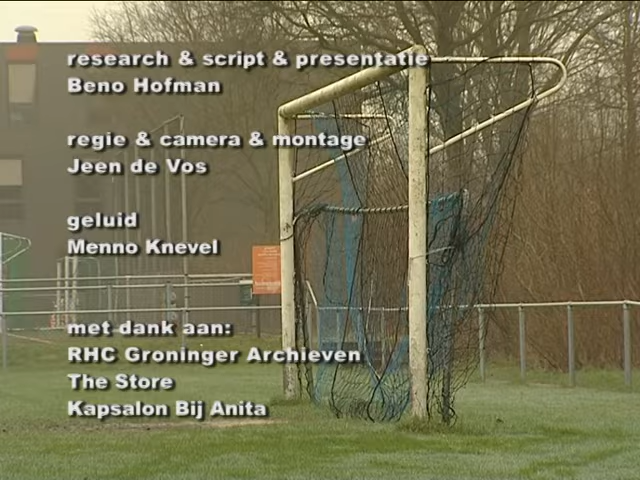 research & script & presentatie
Beno Hofman
regie & camera & montage
Jeen de Vos
geluid
Menno Knevel
met dank aan:
RHC Groninger Archieven
The Store
Kapsalon Bij Anita